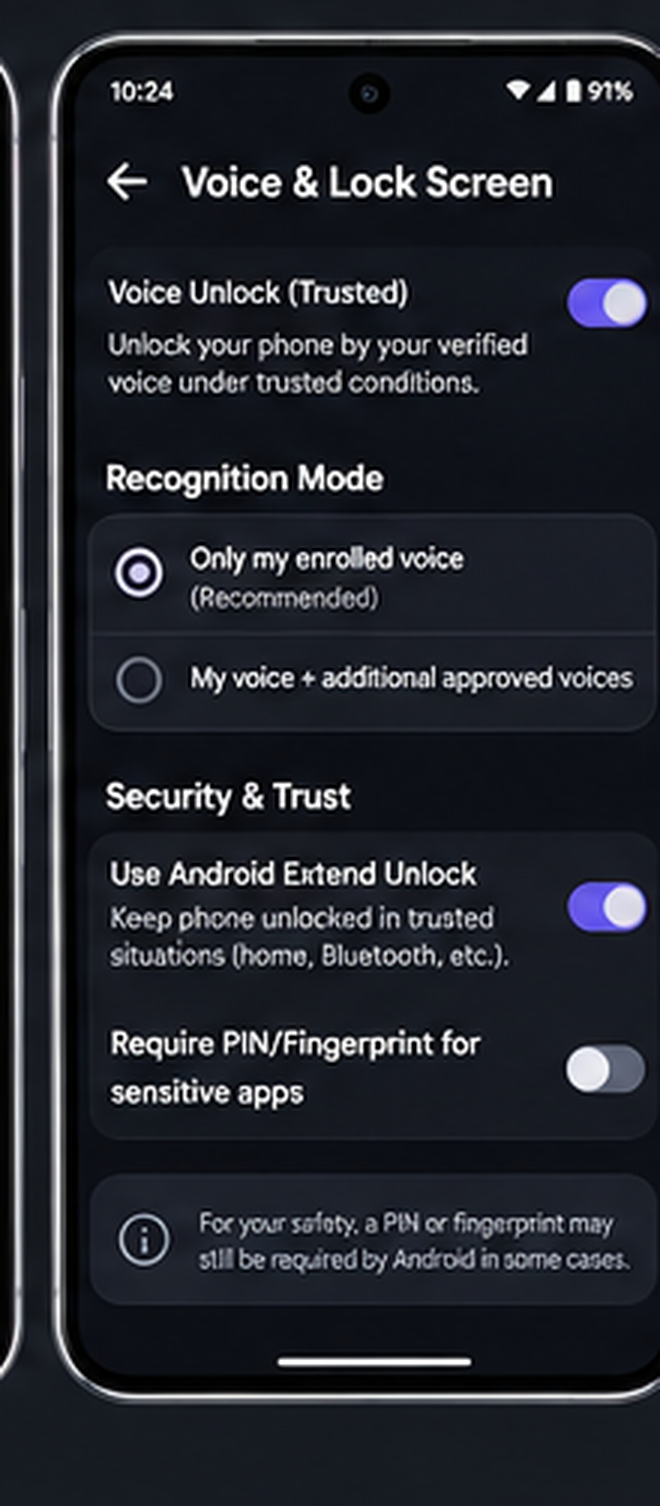 10:24
91%
Voice & Lock Screen
Voice Unlock (Trusted)
Unlock your phone by your verified
voice under trusted conditions.
Recognition Mode
Only my enrolled voice
(Recommended)
My voice + additional approved voices
Security & Trust
Use Android Extend Unlock
Keep phone unlocked in trusted
situations (home, Bluetooth, etc.).
Require PIN/Fingerprint for
sensitive apps
For your safety, a PIN or fingerprint may
still be required by Android in some cases.